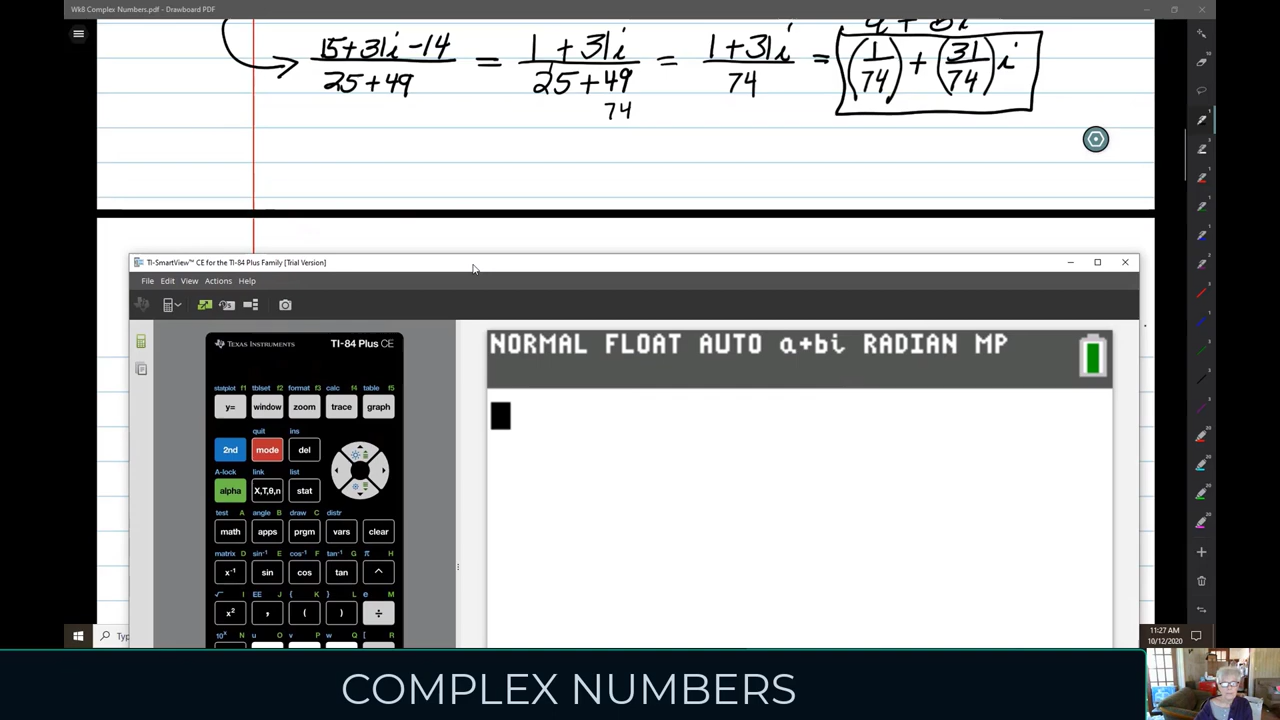 Wk8 Complex Numbers.pdf - Drawboard PDF
a + bi
15+31i-14 / 25+49 = 1+31i / 25+49 = 1+31i / 74 = (1/74) + (31/74) i
74
TI-SmartView™ CE for the TI-84 Plus Family [Trial Version]
File Edit View Actions Help
TEXAS INSTRUMENTS TI-84 Plus CE
NORMAL FLOAT AUTO a+bi RADIAN MP
statplot f1 tblset f2 format f3 calc f4 table f5
y= window zoom trace graph
quit ins
2nd mode del
A-lock link list
alpha X,T,θ,n stat
test A angle B draw C distr
math apps prgm vars clear
matrix D sin⁻¹ E cos⁻¹ F tan⁻¹ G π H
x⁻¹ sin cos tan ^
√ I EE J { K } L e M
x² , ( ) ÷
10ˣ N u O v P w Q [ R
Typ
11:27 AM
10/12/2020
COMPLEX NUMBERS